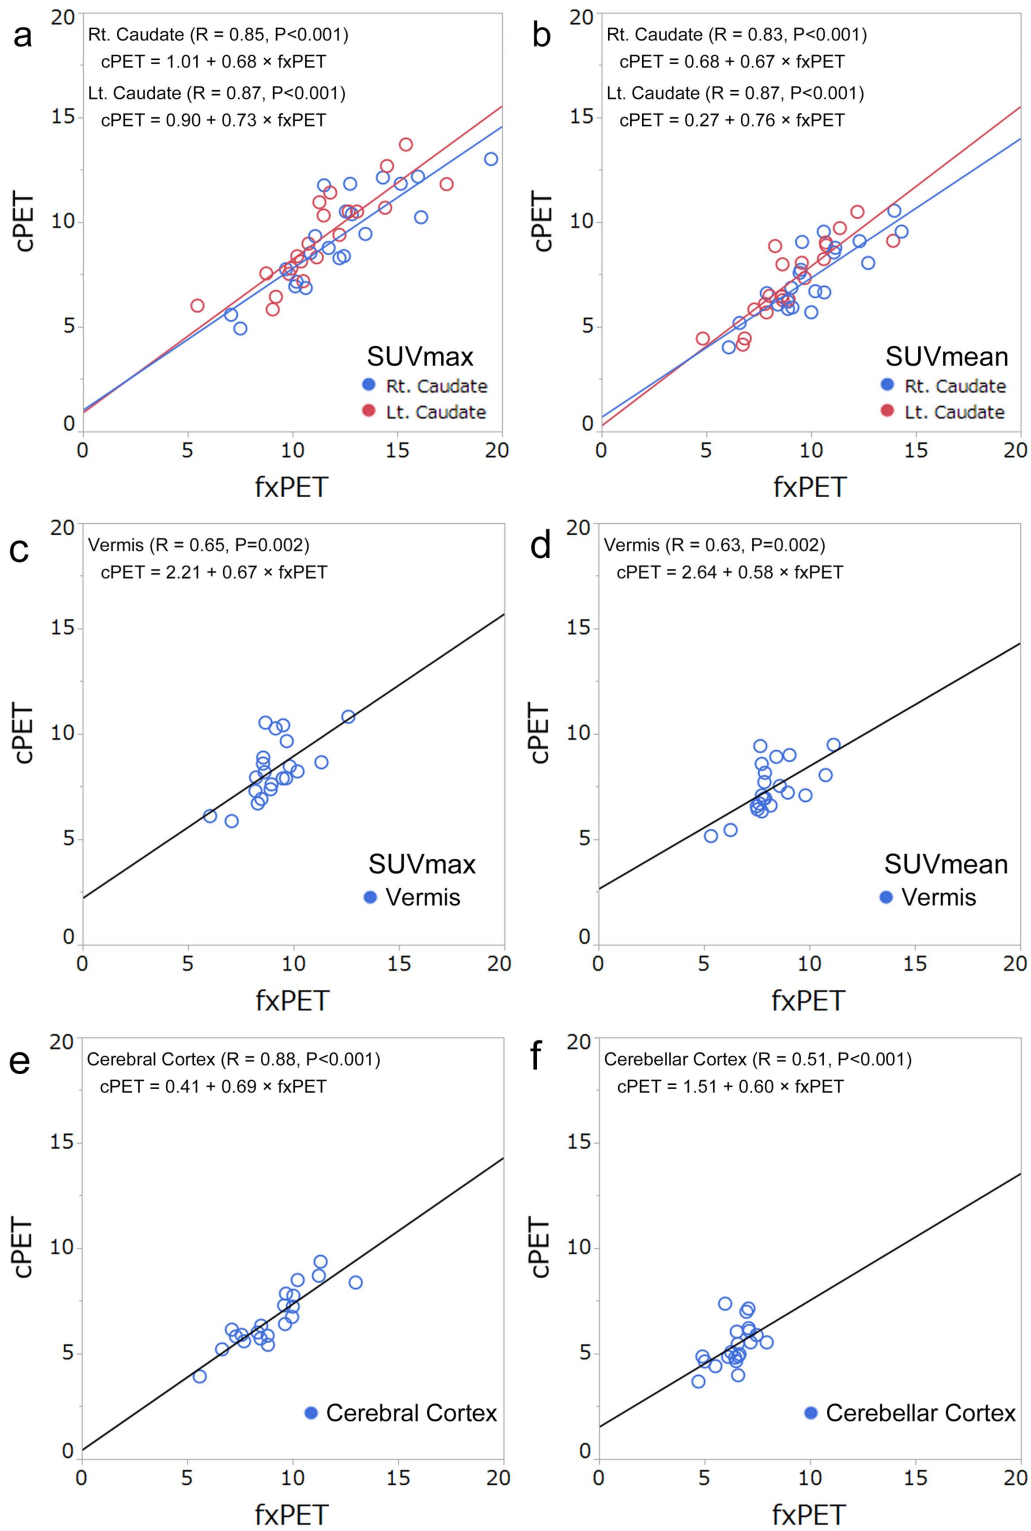 a
20
Rt. Caudate (R = 0.85, P<0.001)
cPET = 1.01 + 0.68 × fxPET
Lt. Caudate (R = 0.87, P<0.001)
cPET = 0.90 + 0.73 × fxPET
15
10
5
0
cPET
SUVmax
Rt. Caudate
Lt. Caudate
0 5 10 15 20
fxPET
b
20
Rt. Caudate (R = 0.83, P<0.001)
cPET = 0.68 + 0.67 × fxPET
Lt. Caudate (R = 0.87, P<0.001)
cPET = 0.27 + 0.76 × fxPET
15
10
5
0
cPET
SUVmean
Rt. Caudate
Lt. Caudate
0 5 10 15 20
fxPET
c
20
Vermis (R = 0.65, P=0.002)
cPET = 2.21 + 0.67 × fxPET
15
10
5
0
cPET
SUVmax
Vermis
0 5 10 15 20
fxPET
d
20
Vermis (R = 0.63, P=0.002)
cPET = 2.64 + 0.58 × fxPET
15
10
5
0
cPET
SUVmean
Vermis
0 5 10 15 20
fxPET
e
20
Cerebral Cortex (R = 0.88, P<0.001)
cPET = 0.41 + 0.69 × fxPET
15
10
5
0
cPET
Cerebral Cortex
0 5 10 15 20
fxPET
f
20
Cerebellar Cortex (R = 0.51, P<0.001)
cPET = 1.51 + 0.60 × fxPET
15
10
5
0
cPET
Cerebellar Cortex
0 5 10 15 20
fxPET